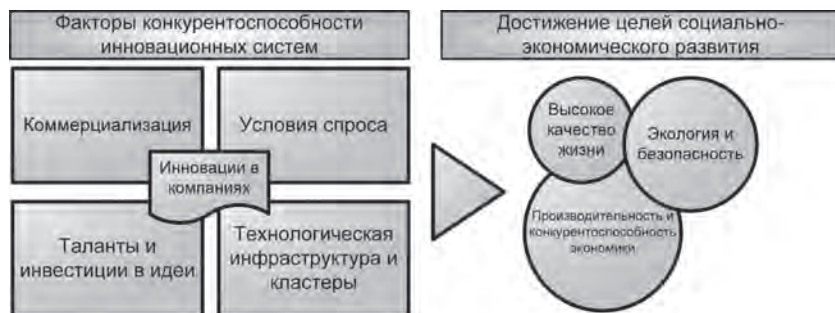 Факторы конкурентоспособности
инновационных систем
Достижение целей социально-
экономического развития
Коммерциализация
Условия спроса
Инновации в
компаниях
Таланты и
инвестиции в идеи
Технологическая
инфраструктура и
кластеры
Высокое
качество
жизни
Экология и
безопасность
Производительность и
конкурентоспособность
экономики